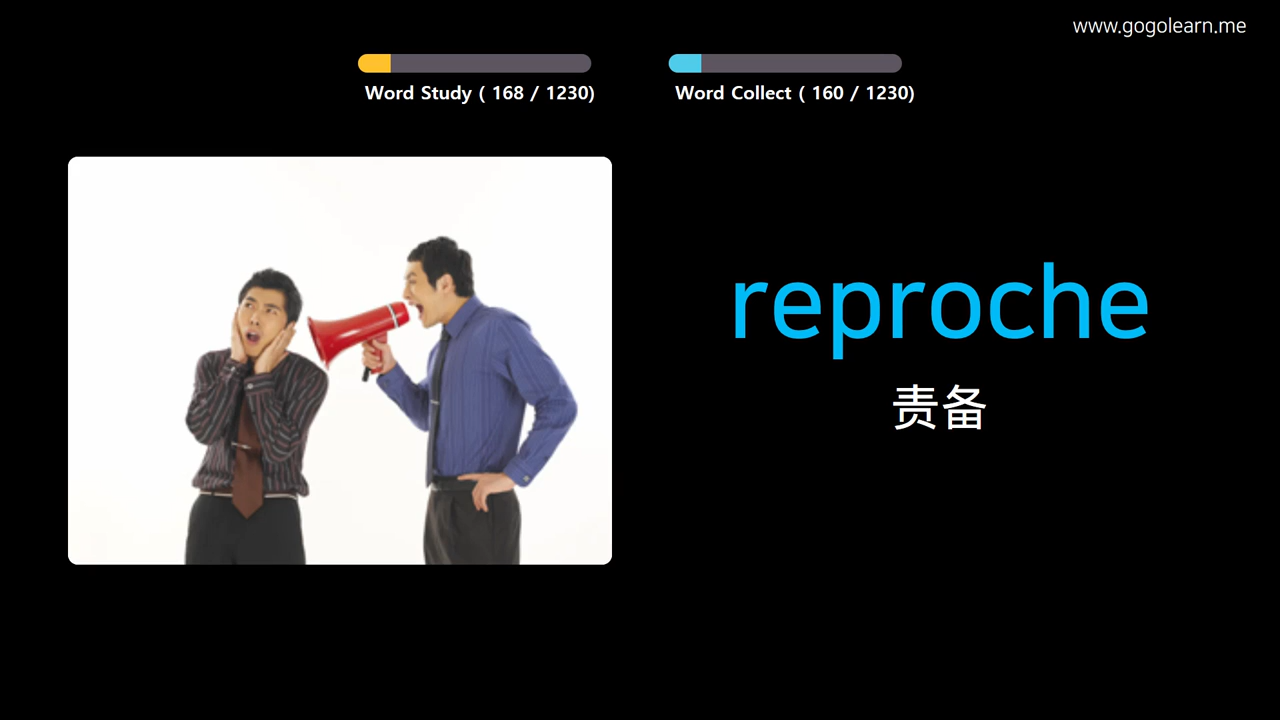 www.gogolearn.me
Word Study ( 168 / 1230)
Word Collect ( 160 / 1230)
reproche
责备